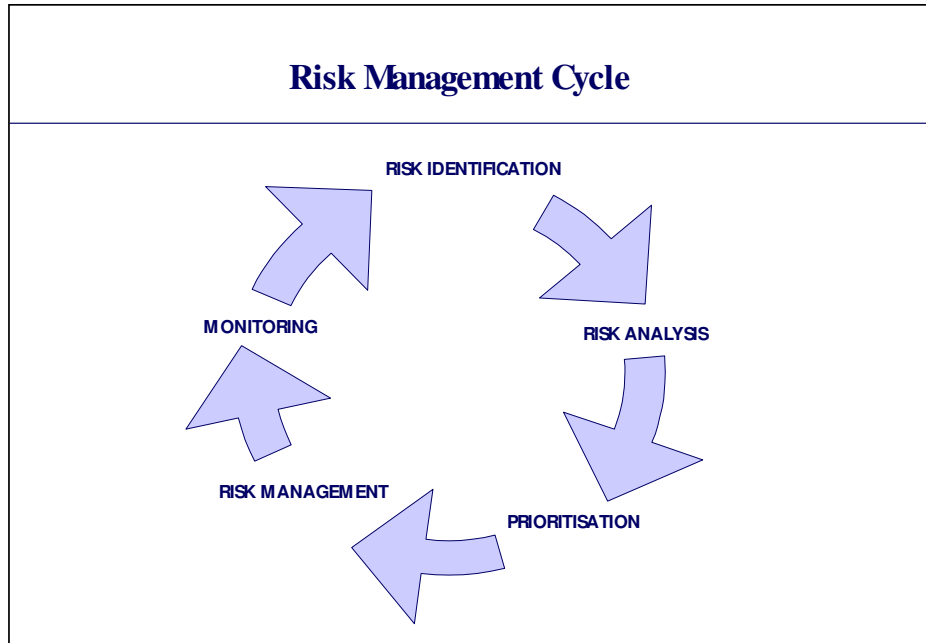 Risk Management Cycle
RISK IDENTIFICATION
RISK ANALYSIS
PRIORITISATION
RISK MANAGEMENT
MONITORING